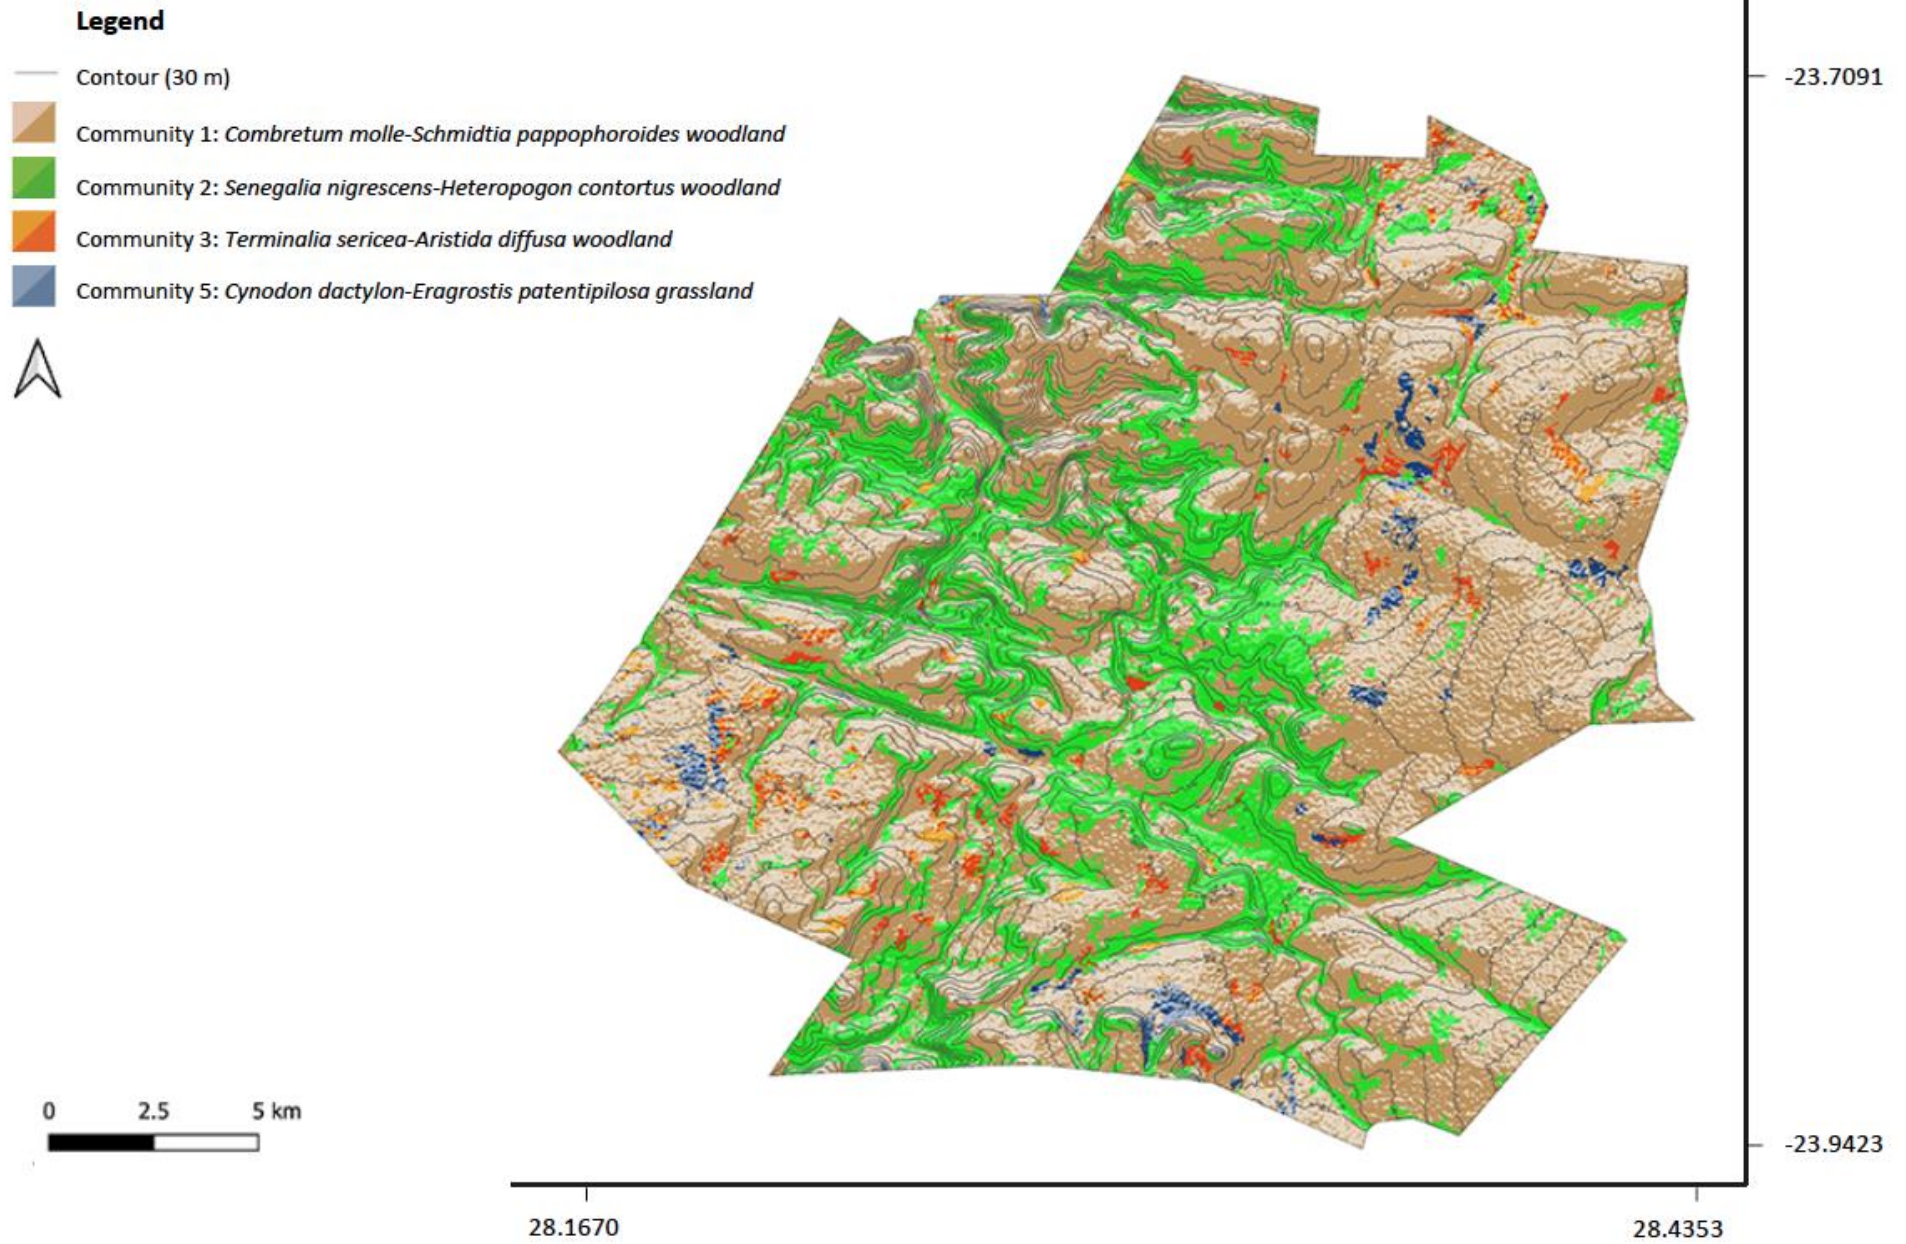 Legend
Contour (30 m)
Community 1: Combretum molle-Schmidtia pappophoroides woodland
Community 2: Senegalia nigrescens-Heteropogon contortus woodland
Community 3: Terminalia sericea-Aristida diffusa woodland
Community 5: Cynodon dactylon-Eragrostis patentipilosa grassland
-23.7091
0 2.5 5 km
-23.9423
28.1670 28.4353